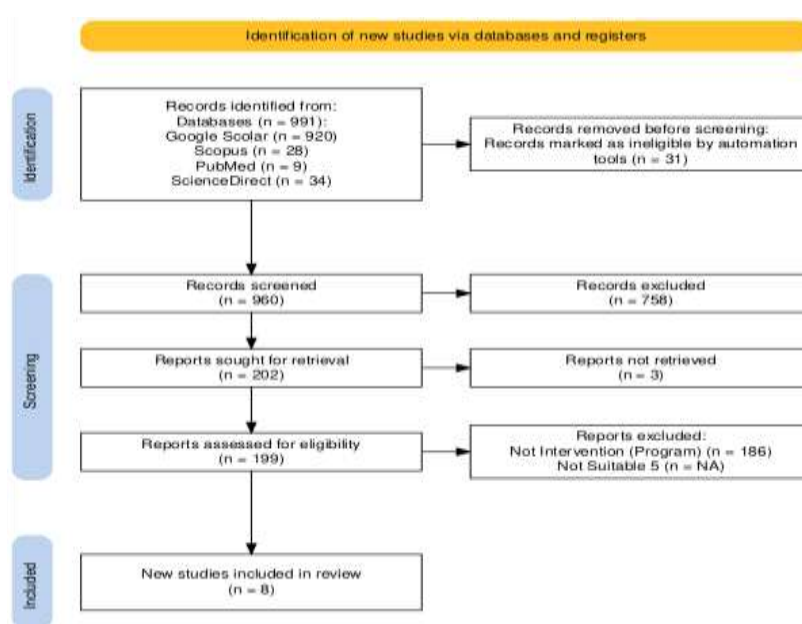 Identification of new studies via databases and registers
Identification
Records identified from:
Databases (n = 991):
Google Scolar (n = 920)
Scopus (n = 28)
PubMed (n = 9)
ScienceDirect (n = 34)
Records removed before screening:
Records marked as ineligible by automation
tools (n = 31)
Screening
Records screened
(n = 960)
Records excluded
(n = 758)
Reports sought for retrieval
(n = 202)
Reports not retrieved
(n = 3)
Reports assessed for eligibility
(n = 199)
Reports excluded:
Not Intervention (Program) (n = 186)
Not Suitable 5 (n = NA)
Included
New studies included in review
(n = 8)